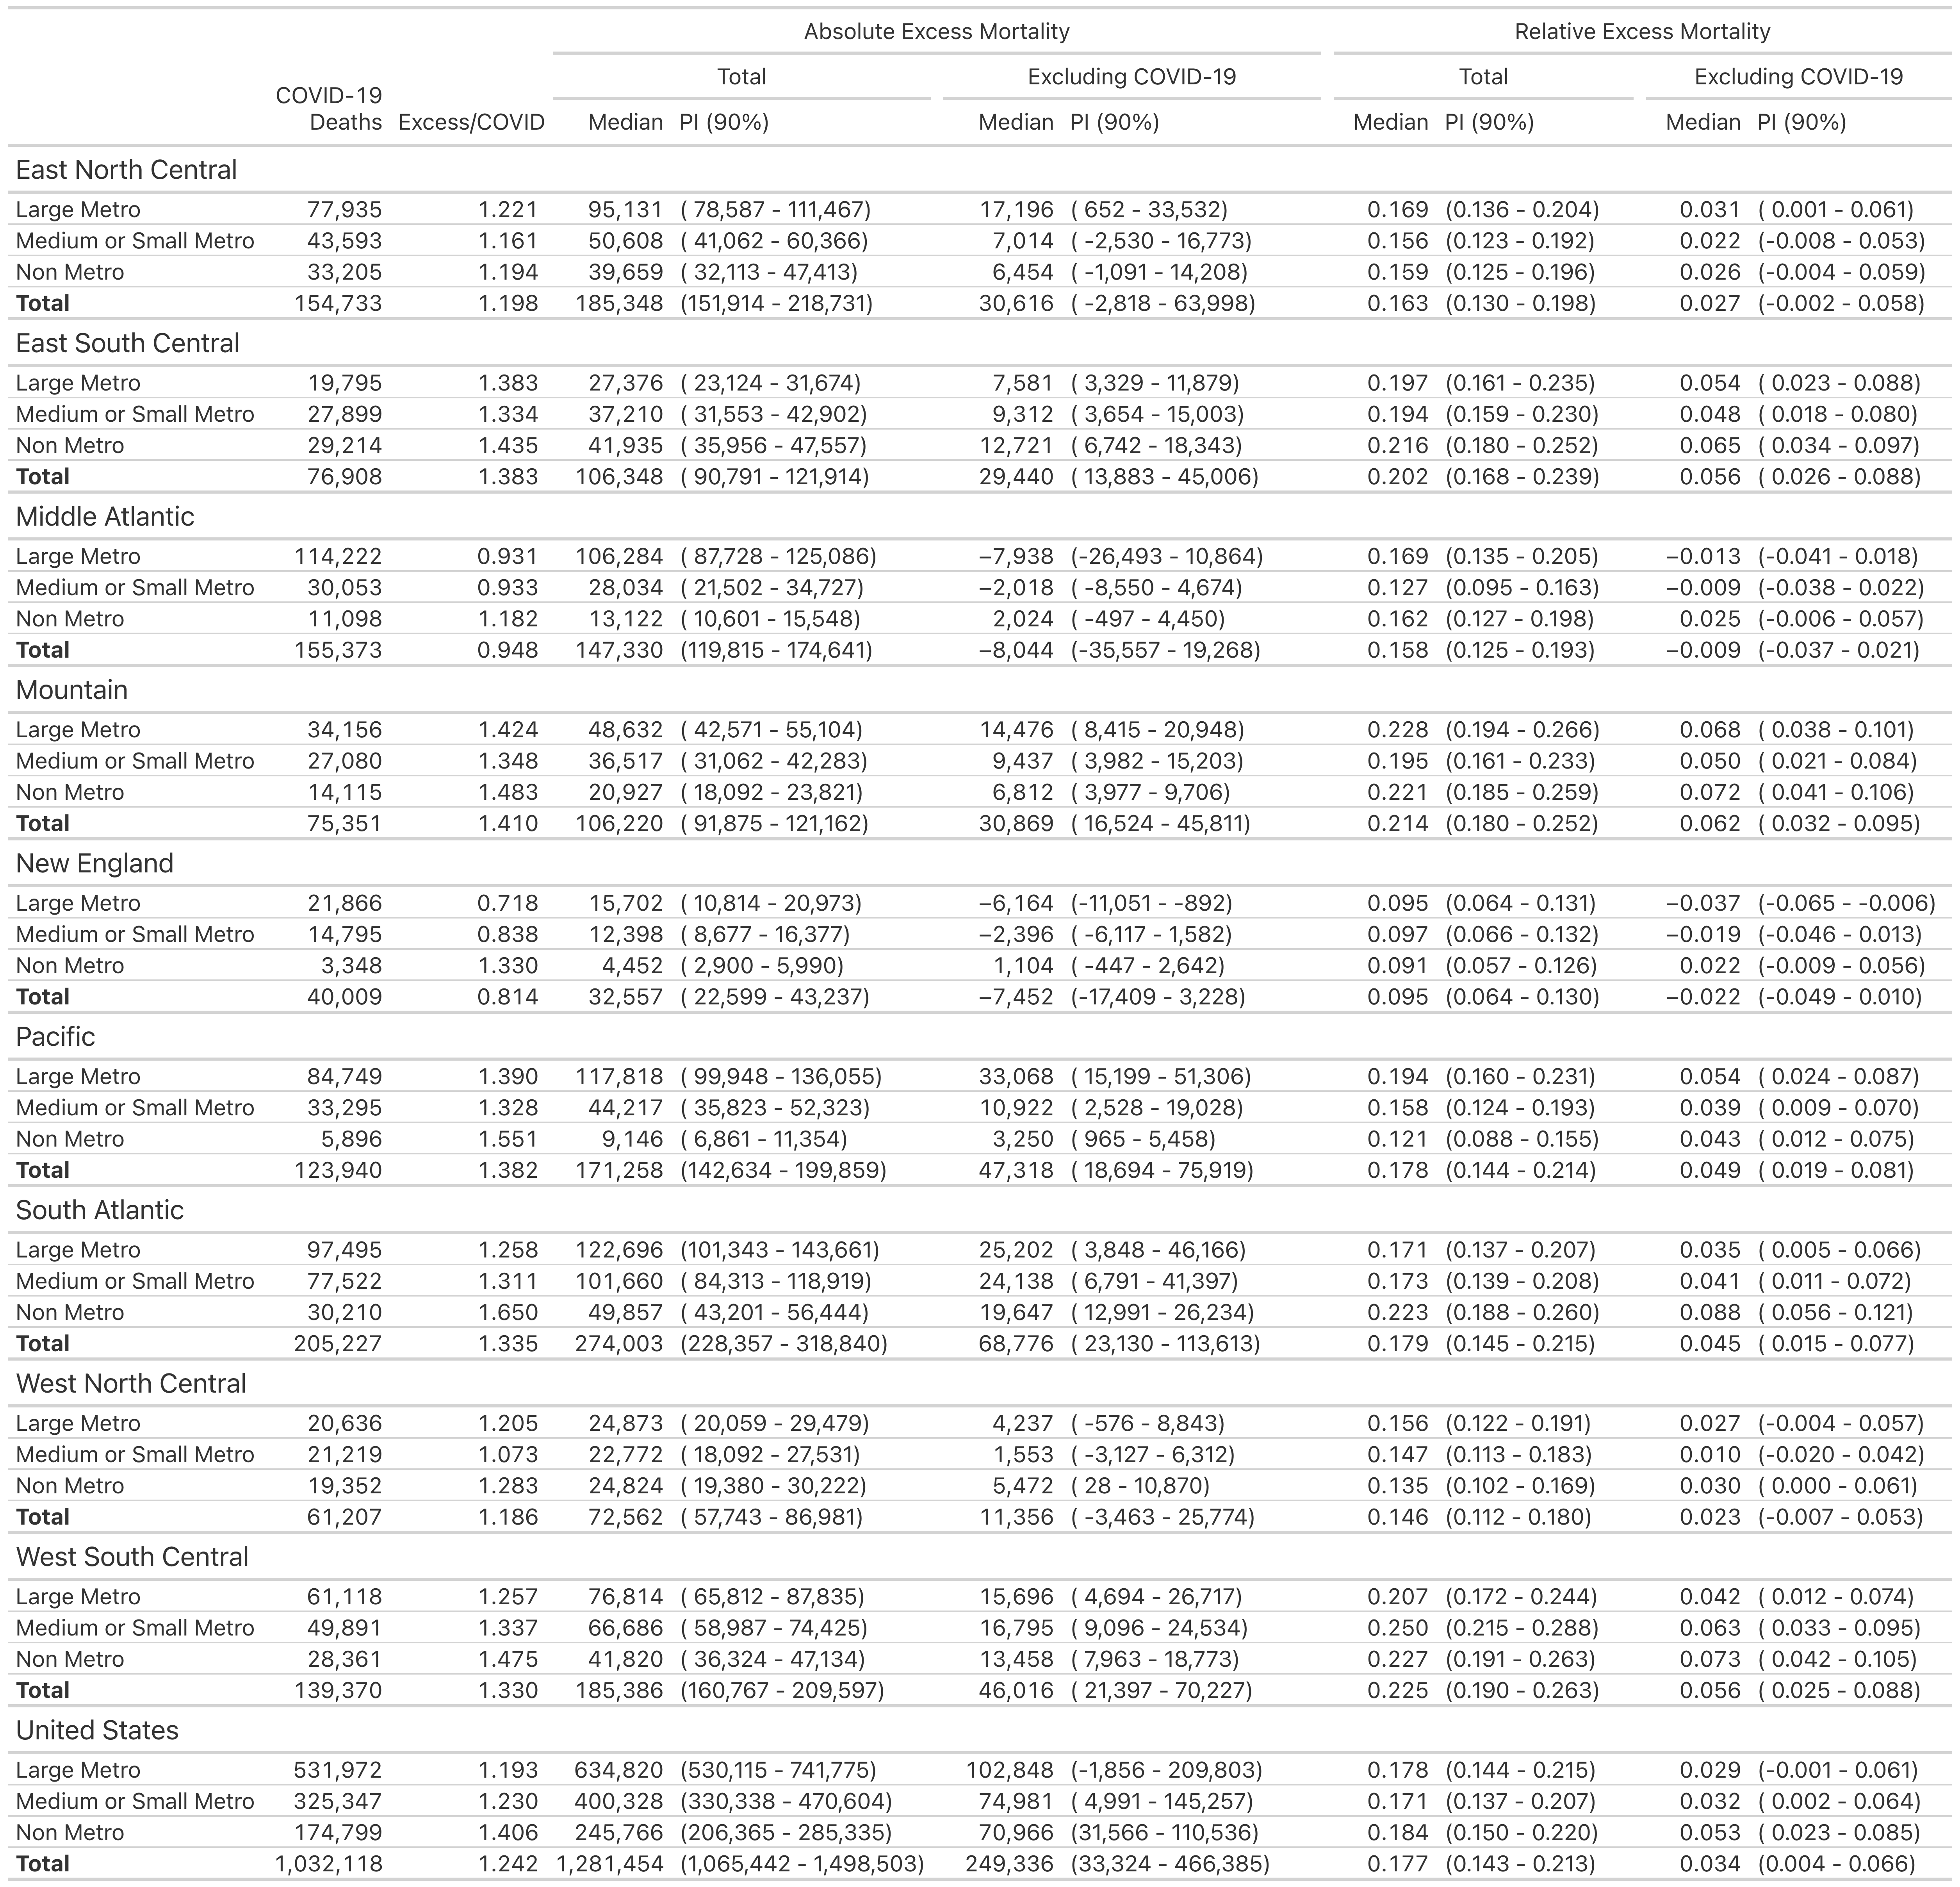 Absolute Excess Mortality Relative Excess Mortality
Total Excluding COVID-19 Total Excluding COVID-19
COVID-19
Deaths Excess/COVID Median PI (90%) Median PI (90%) Median PI (90%) Median PI (90%)
East North Central
Large Metro 77,935 1.221 95,131 ( 78,587 - 111,467) 17,196 ( 652 - 33,532) 0.169 (0.136 - 0.204) 0.031 ( 0.001 - 0.061)
Medium or Small Metro 43,593 1.161 50,608 ( 41,062 - 60,366) 7,014 ( -2,530 - 16,773) 0.156 (0.123 - 0.192) 0.022 (-0.008 - 0.053)
Non Metro 33,205 1.194 39,659 ( 32,113 - 47,413) 6,454 ( -1,091 - 14,208) 0.159 (0.125 - 0.196) 0.026 (-0.004 - 0.059)
Total 154,733 1.198 185,348 (151,914 - 218,731) 30,616 ( -2,818 - 63,998) 0.163 (0.130 - 0.198) 0.027 (-0.002 - 0.058)
East South Central
Large Metro 19,795 1.383 27,376 ( 23,124 - 31,674) 7,581 ( 3,329 - 11,879) 0.197 (0.161 - 0.235) 0.054 ( 0.023 - 0.088)
Medium or Small Metro 27,899 1.334 37,210 ( 31,553 - 42,902) 9,312 ( 3,654 - 15,003) 0.194 (0.159 - 0.230) 0.048 ( 0.018 - 0.080)
Non Metro 29,214 1.435 41,935 ( 35,956 - 47,557) 12,721 ( 6,742 - 18,343) 0.216 (0.180 - 0.252) 0.065 ( 0.034 - 0.097)
Total 76,908 1.383 106,348 ( 90,791 - 121,914) 29,440 ( 13,883 - 45,006) 0.202 (0.168 - 0.239) 0.056 ( 0.026 - 0.088)
Middle Atlantic
Large Metro 114,222 0.931 106,284 ( 87,728 - 125,086) −7,938 (-26,493 - 10,864) 0.169 (0.135 - 0.205) −0.013 (-0.041 - 0.018)
Medium or Small Metro 30,053 0.933 28,034 ( 21,502 - 34,727) −2,018 ( -8,550 - 4,674) 0.127 (0.095 - 0.163) −0.009 (-0.038 - 0.022)
Non Metro 11,098 1.182 13,122 ( 10,601 - 15,548) 2,024 ( -497 - 4,450) 0.162 (0.127 - 0.198) 0.025 (-0.006 - 0.057)
Total 155,373 0.948 147,330 (119,815 - 174,641) −8,044 (-35,557 - 19,268) 0.158 (0.125 - 0.193) −0.009 (-0.037 - 0.021)
Mountain
Large Metro 34,156 1.424 48,632 ( 42,571 - 55,104) 14,476 ( 8,415 - 20,948) 0.228 (0.194 - 0.266) 0.068 ( 0.038 - 0.101)
Medium or Small Metro 27,080 1.348 36,517 ( 31,062 - 42,283) 9,437 ( 3,982 - 15,203) 0.195 (0.161 - 0.233) 0.050 ( 0.021 - 0.084)
Non Metro 14,115 1.483 20,927 ( 18,092 - 23,821) 6,812 ( 3,977 - 9,706) 0.221 (0.185 - 0.259) 0.072 ( 0.041 - 0.106)
Total 75,351 1.410 106,220 ( 91,875 - 121,162) 30,869 ( 16,524 - 45,811) 0.214 (0.180 - 0.252) 0.062 ( 0.032 - 0.095)
New England
Large Metro 21,866 0.718 15,702 ( 10,814 - 20,973) −6,164 (-11,051 - -892) 0.095 (0.064 - 0.131) −0.037 (-0.065 - -0.006)
Medium or Small Metro 14,795 0.838 12,398 ( 8,677 - 16,377) −2,396 ( -6,117 - 1,582) 0.097 (0.066 - 0.132) −0.019 (-0.046 - 0.013)
Non Metro 3,348 1.330 4,452 ( 2,900 - 5,990) 1,104 ( -447 - 2,642) 0.091 (0.057 - 0.126) 0.022 (-0.009 - 0.056)
Total 40,009 0.814 32,557 ( 22,599 - 43,237) −7,452 (-17,409 - 3,228) 0.095 (0.064 - 0.130) −0.022 (-0.049 - 0.010)
Pacific
Large Metro 84,749 1.390 117,818 ( 99,948 - 136,055) 33,068 ( 15,199 - 51,306) 0.194 (0.160 - 0.231) 0.054 ( 0.024 - 0.087)
Medium or Small Metro 33,295 1.328 44,217 ( 35,823 - 52,323) 10,922 ( 2,528 - 19,028) 0.158 (0.124 - 0.193) 0.039 ( 0.009 - 0.070)
Non Metro 5,896 1.551 9,146 ( 6,861 - 11,354) 3,250 ( 965 - 5,458) 0.121 (0.088 - 0.155) 0.043 ( 0.012 - 0.075)
Total 123,940 1.382 171,258 (142,634 - 199,859) 47,318 ( 18,694 - 75,919) 0.178 (0.144 - 0.214) 0.049 ( 0.019 - 0.081)
South Atlantic
Large Metro 97,495 1.258 122,696 (101,343 - 143,661) 25,202 ( 3,848 - 46,166) 0.171 (0.137 - 0.207) 0.035 ( 0.005 - 0.066)
Medium or Small Metro 77,522 1.311 101,660 ( 84,313 - 118,919) 24,138 ( 6,791 - 41,397) 0.173 (0.139 - 0.208) 0.041 ( 0.011 - 0.072)
Non Metro 30,210 1.650 49,857 ( 43,201 - 56,444) 19,647 ( 12,991 - 26,234) 0.223 (0.188 - 0.260) 0.088 ( 0.056 - 0.121)
Total 205,227 1.335 274,003 (228,357 - 318,840) 68,776 ( 23,130 - 113,613) 0.179 (0.145 - 0.215) 0.045 ( 0.015 - 0.077)
West North Central
Large Metro 20,636 1.205 24,873 ( 20,059 - 29,479) 4,237 ( -576 - 8,843) 0.156 (0.122 - 0.191) 0.027 (-0.004 - 0.057)
Medium or Small Metro 21,219 1.073 22,772 ( 18,092 - 27,531) 1,553 ( -3,127 - 6,312) 0.147 (0.113 - 0.183) 0.010 (-0.020 - 0.042)
Non Metro 19,352 1.283 24,824 ( 19,380 - 30,222) 5,472 ( 28 - 10,870) 0.135 (0.102 - 0.169) 0.030 ( 0.000 - 0.061)
Total 61,207 1.186 72,562 ( 57,743 - 86,981) 11,356 ( -3,463 - 25,774) 0.146 (0.112 - 0.180) 0.023 (-0.007 - 0.053)
West South Central
Large Metro 61,118 1.257 76,814 ( 65,812 - 87,835) 15,696 ( 4,694 - 26,717) 0.207 (0.172 - 0.244) 0.042 ( 0.012 - 0.074)
Medium or Small Metro 49,891 1.337 66,686 ( 58,987 - 74,425) 16,795 ( 9,096 - 24,534) 0.250 (0.215 - 0.288) 0.063 ( 0.033 - 0.095)
Non Metro 28,361 1.475 41,820 ( 36,324 - 47,134) 13,458 ( 7,963 - 18,773) 0.227 (0.191 - 0.263) 0.073 ( 0.042 - 0.105)
Total 139,370 1.330 185,386 (160,767 - 209,597) 46,016 ( 21,397 - 70,227) 0.225 (0.190 - 0.263) 0.056 ( 0.025 - 0.088)
United States
Large Metro 531,972 1.193 634,820 (530,115 - 741,775) 102,848 (-1,856 - 209,803) 0.178 (0.144 - 0.215) 0.029 (-0.001 - 0.061)
Medium or Small Metro 325,347 1.230 400,328 (330,338 - 470,604) 74,981 ( 4,991 - 145,257) 0.171 (0.137 - 0.207) 0.032 ( 0.002 - 0.064)
Non Metro 174,799 1.406 245,766 (206,365 - 285,335) 70,966 (31,566 - 110,536) 0.184 (0.150 - 0.220) 0.053 ( 0.023 - 0.085)
Total 1,032,118 1.242 1,281,454 (1,065,442 - 1,498,503) 249,336 (33,324 - 466,385) 0.177 (0.143 - 0.213) 0.034 (0.004 - 0.066)